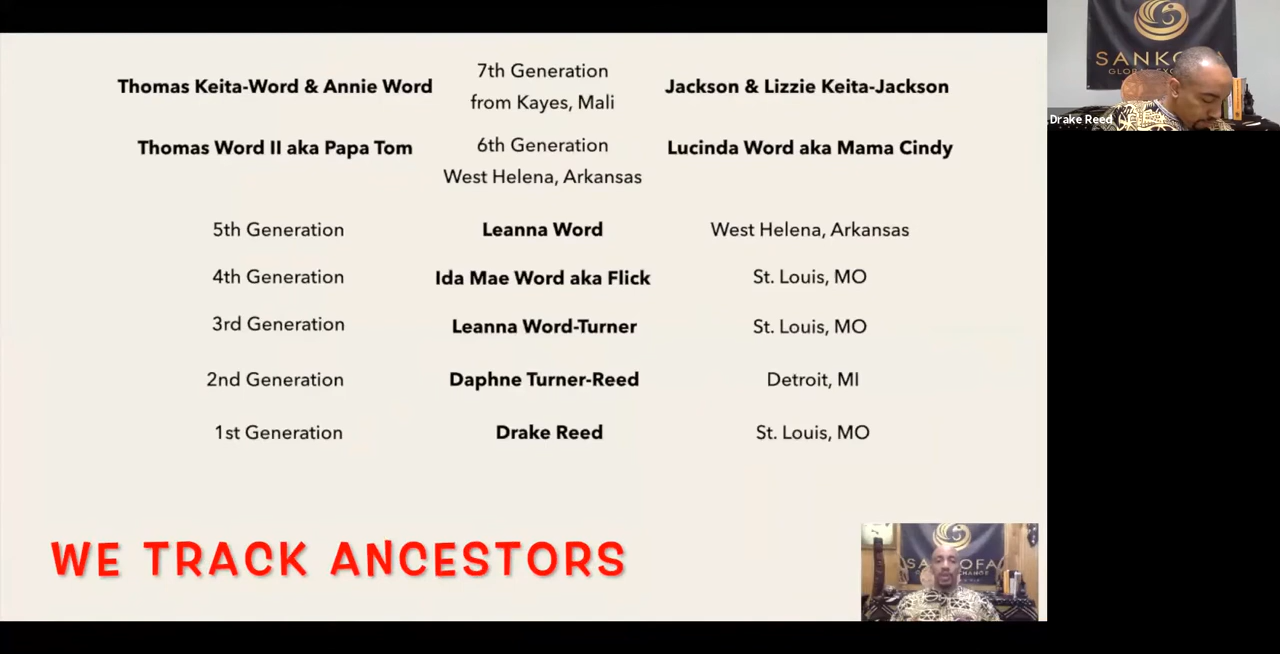 Thomas Keita-Word & Annie Word
7th Generation
from Kayes, Mali
Jackson & Lizzie Keita-Jackson
Thomas Word II aka Papa Tom
6th Generation
West Helena, Arkansas
Lucinda Word aka Mama Cindy
5th Generation
Leanna Word
West Helena, Arkansas
4th Generation
Ida Mae Word aka Flick
St. Louis, MO
3rd Generation
Leanna Word-Turner
St. Louis, MO
2nd Generation
Daphne Turner-Reed
Detroit, MI
1st Generation
Drake Reed
St. Louis, MO
WE TRACK ANCESTORS
SANKOFA
GLOBAL
Drake Reed